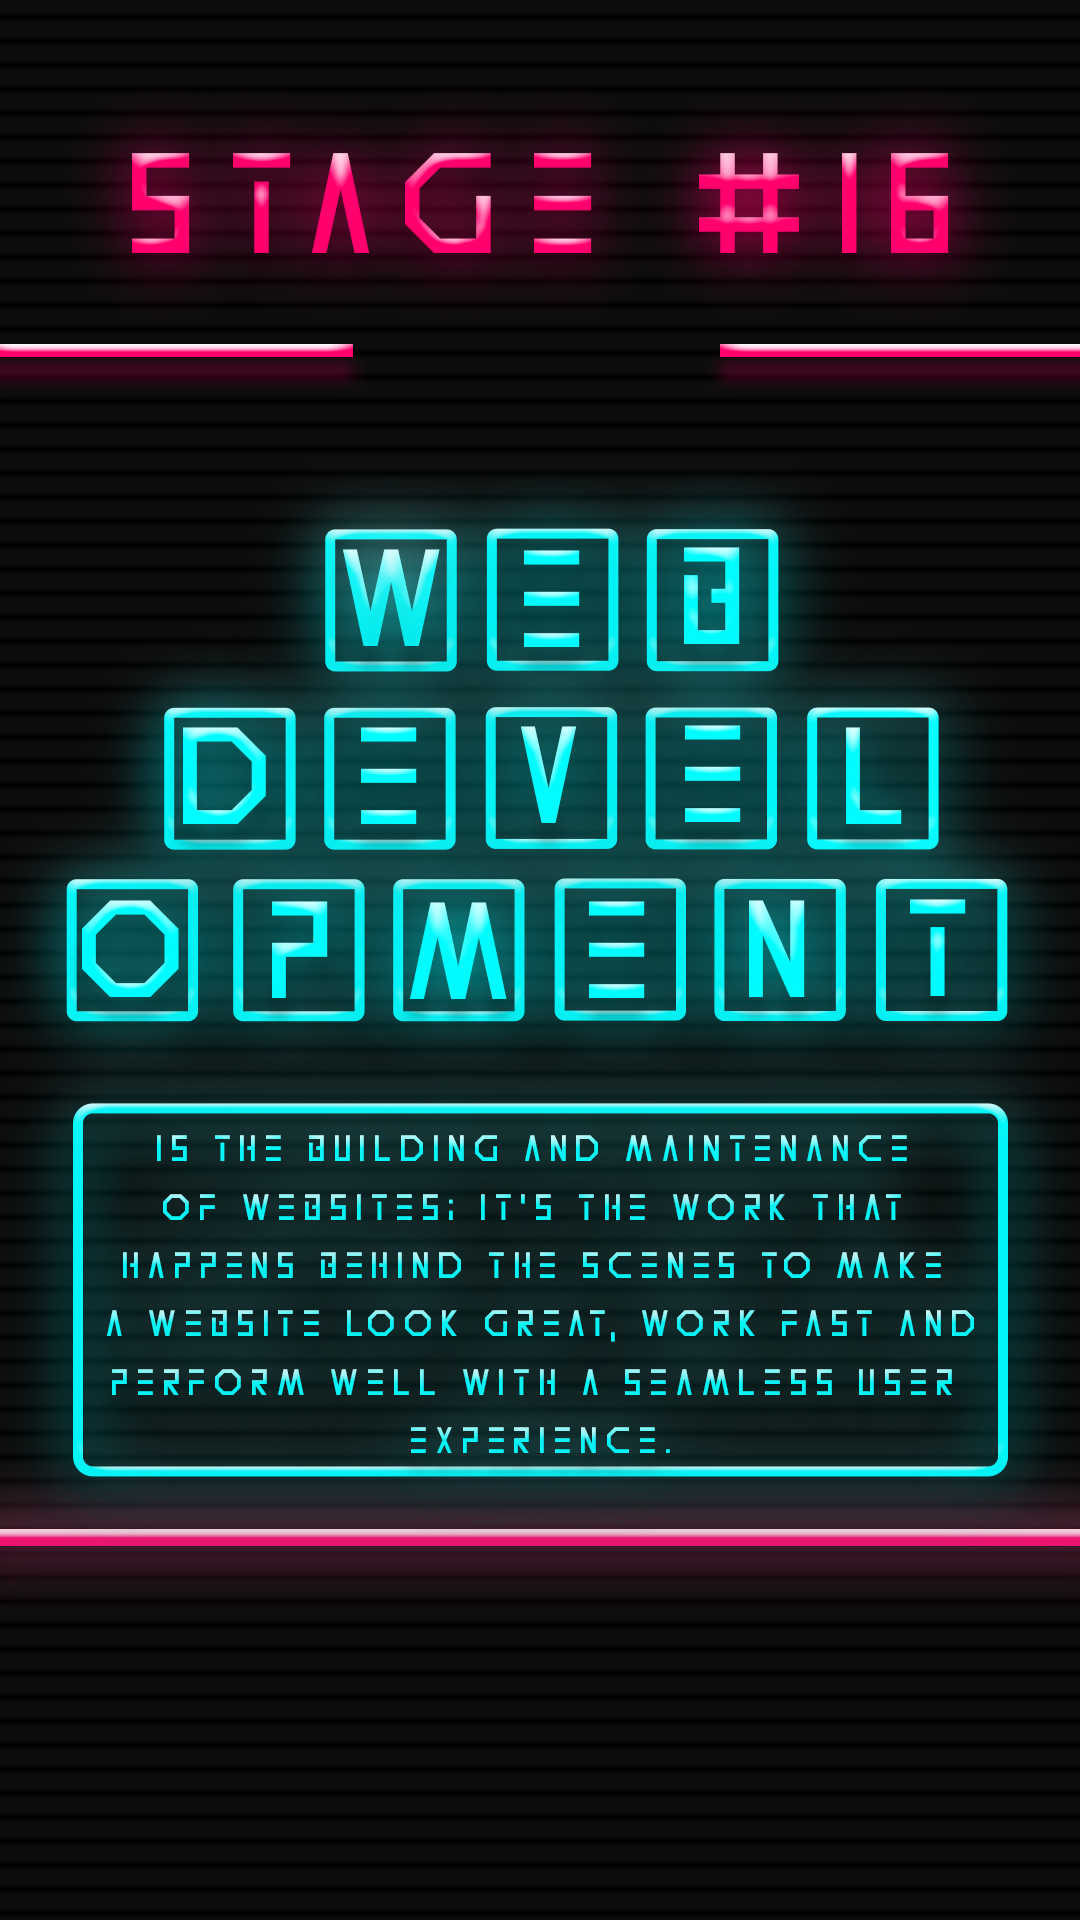 STAGE #16
WEB
DEVEL
OPMENT
IS THE BUILDING AND MAINTENANCE
OF WEBSITES; IT'S THE WORK THAT
HAPPENS BEHIND THE SCENES TO MAKE
A WEBSITE LOOK GREAT, WORK FAST AND
PERFORM WELL WITH A SEAMLESS USER
EXPERIENCE.